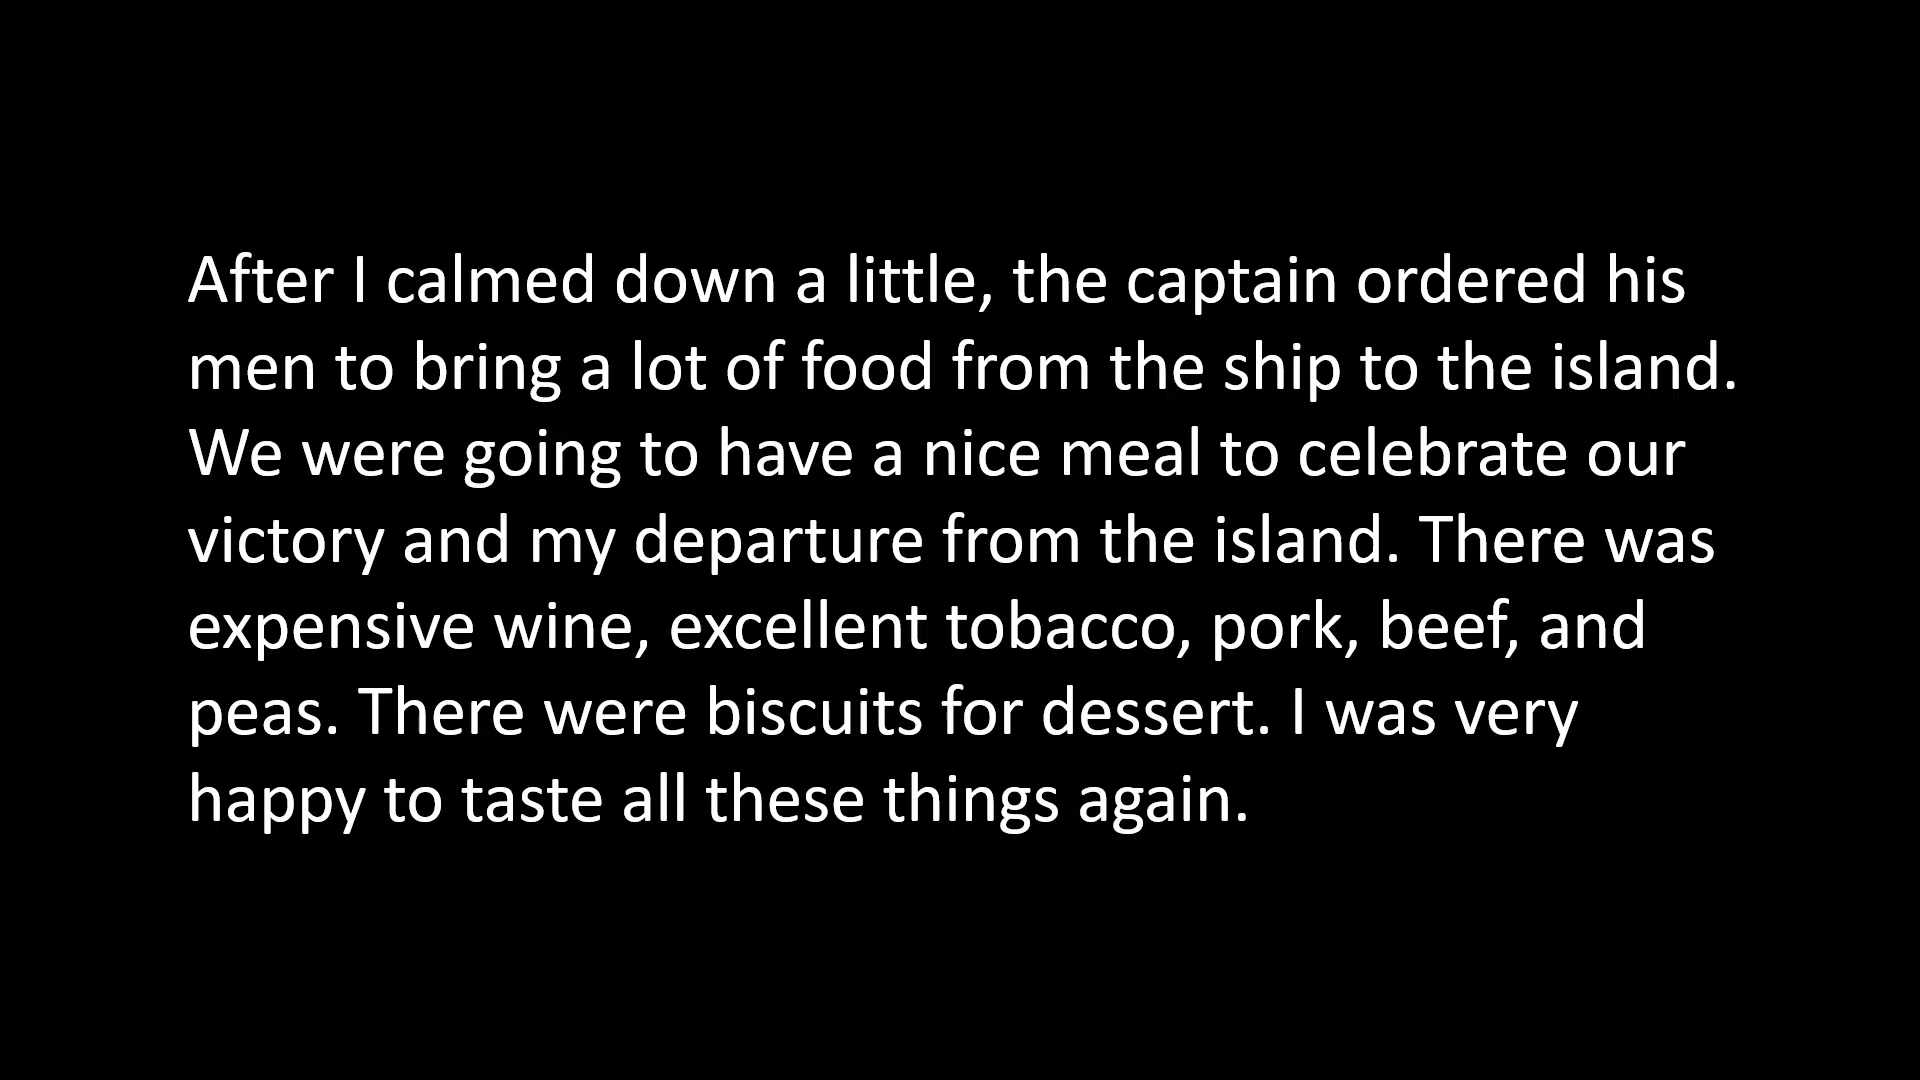 After I calmed down a little, the captain ordered his
men to bring a lot of food from the ship to the island.
We were going to have a nice meal to celebrate our
victory and my departure from the island. There was
expensive wine, excellent tobacco, pork, beef, and
peas. There were biscuits for dessert. I was very
happy to taste all these things again.